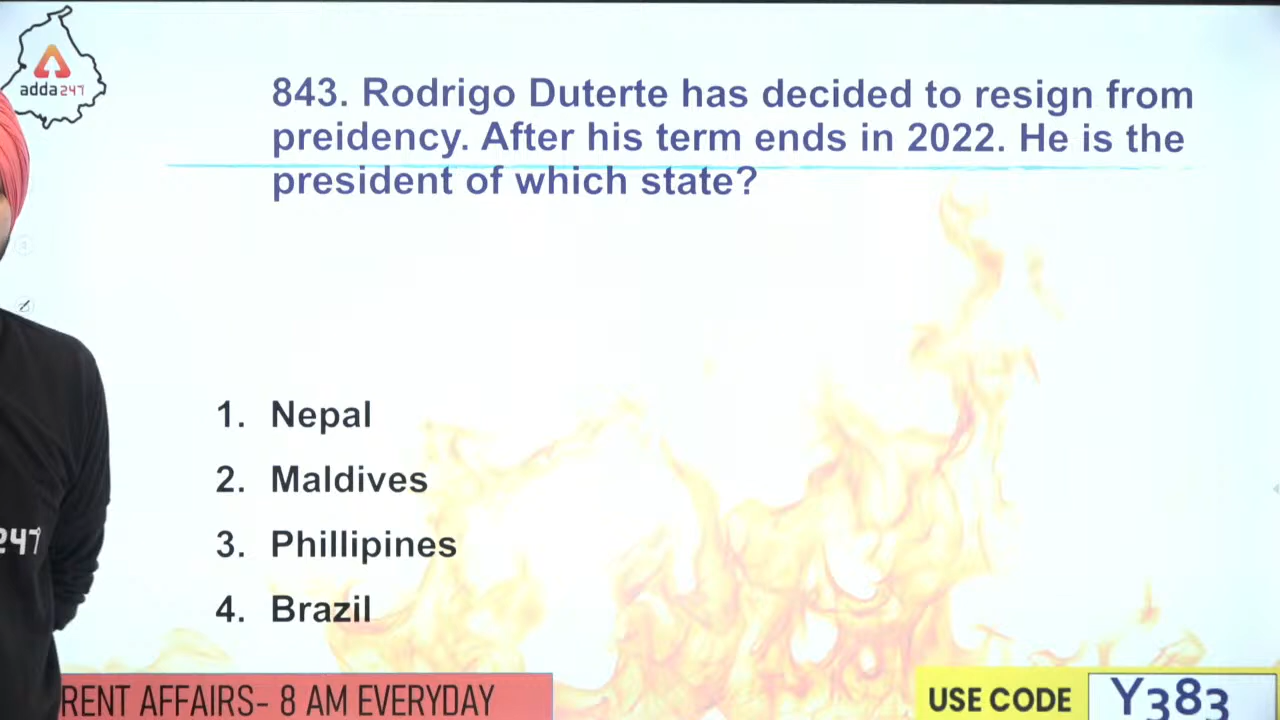 adda247
843. Rodrigo Duterte has decided to resign from
preidency. After his term ends in 2022. He is the
president of which state?
1. Nepal
2. Maldives
3. Phillipines
4. Brazil
247
RENT AFFAIRS- 8 AM EVERYDAY
USE CODE
Y383